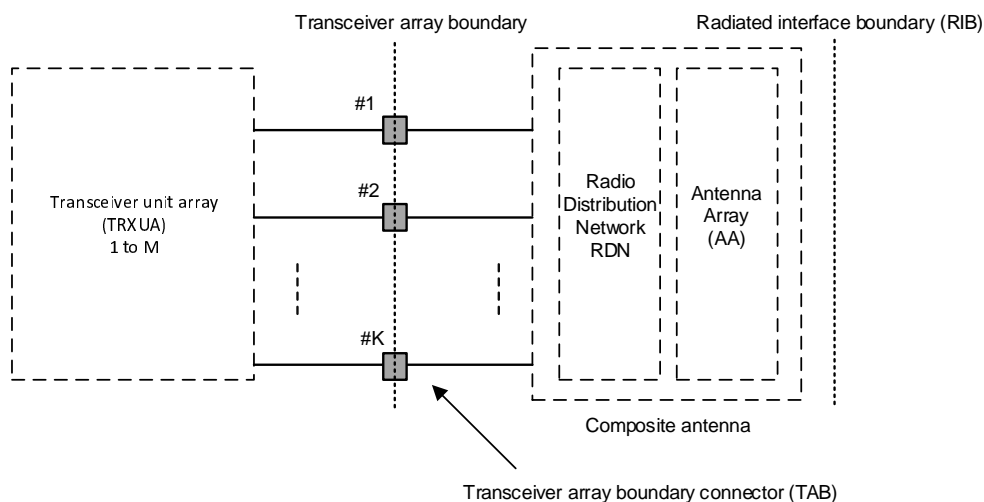 Transceiver array boundary
Radiated interface boundary (RIB)
#1
#2
Transceiver unit array
(TRXUA)
1 to M
Radio
Distribution
Network
RDN
Antenna
Array
(AA)
#K
Composite antenna
Transceiver array boundary connector (TAB)